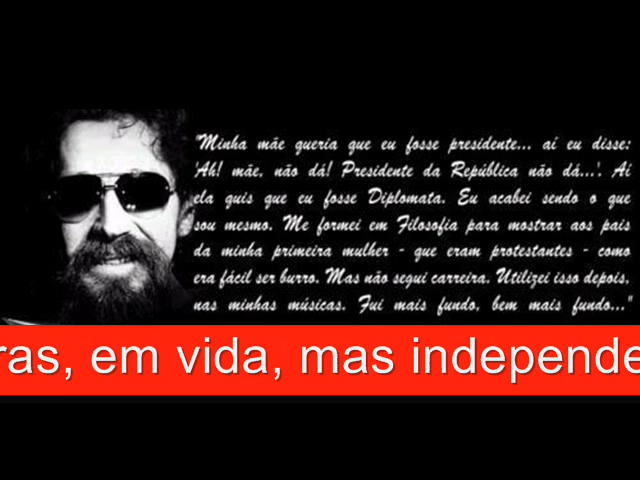 "Minha mãe queria que eu fosse presidente... aí eu disse:
'Ah! mãe, não dá! Presidente da República não dá...'. Aí
ela quis que eu fosse Diplomata. Eu acabei sendo o que
sou mesmo. Me formei em Filosofia para mostrar aos pais
da minha primeira mulher - que eram protestantes - como
era fácil ser burro. Mas não segui carreira. Utilizei isso depois,
nas minhas músicas. Fui mais fundo, bem mais fundo..."
ras, em vida, mas independe